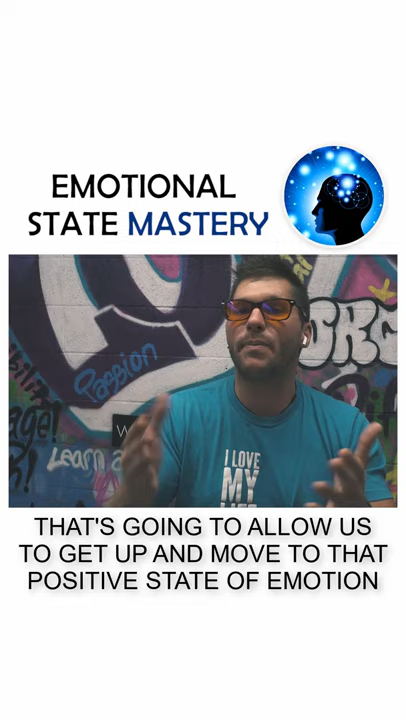 EMOTIONAL
STATE MASTERY
Passion
Learn a
I LOVE
MY
THAT'S GOING TO ALLOW US
TO GET UP AND MOVE TO THAT
POSITIVE STATE OF EMOTION